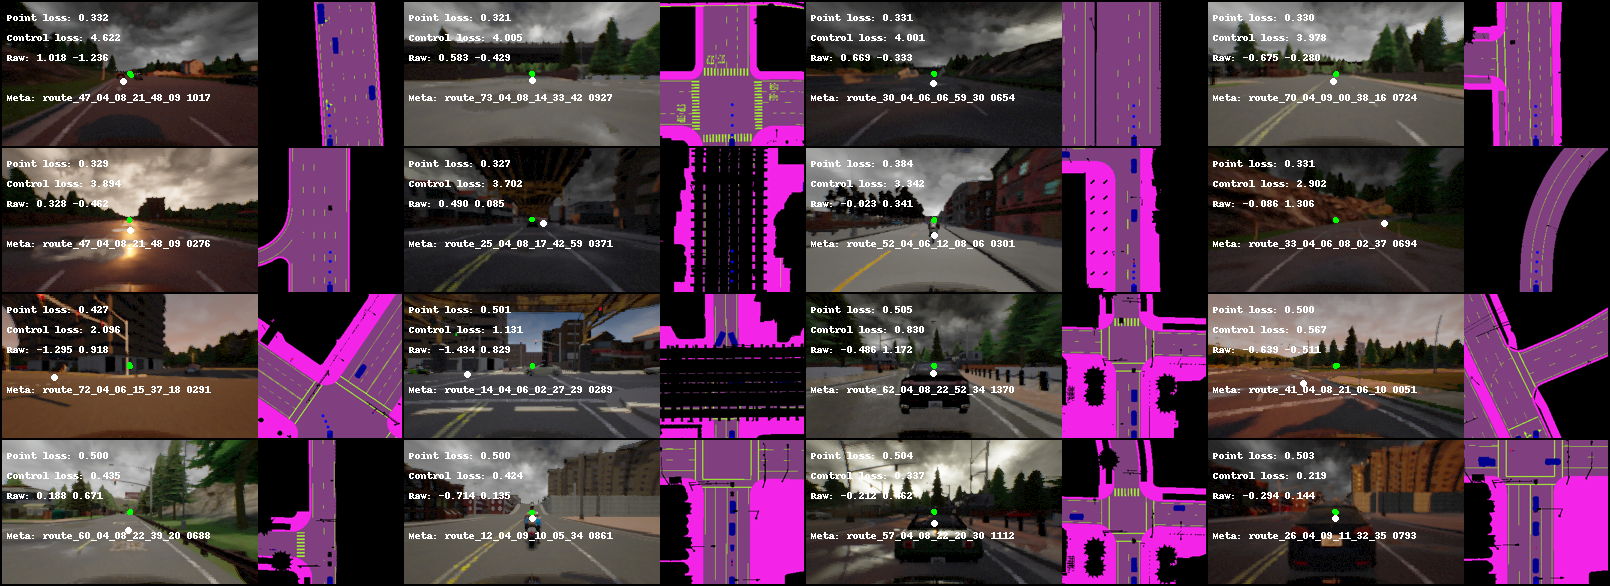 Point loss: 0.332
Control loss: 4.622
Raw: 1.018 -1.236
Meta: route_47_04_08_21_48_09 1017
Point loss: 0.321
Control loss: 4.005
Raw: 0.583 -0.429
Meta: route_73_04_08_14_33_42 0927
Point loss: 0.331
Control loss: 4.001
Raw: 0.669 -0.333
Meta: route_30_04_06_06_59_30 0654
Point loss: 0.330
Control loss: 3.978
Raw: -0.675 -0.280
Meta: route_70_04_09_00_38_16 0724
Point loss: 0.329
Control loss: 3.894
Raw: 0.328 -0.462
Meta: route_47_04_08_21_48_09 0276
Point loss: 0.327
Control loss: 3.702
Raw: 0.490 0.085
Meta: route_25_04_08_17_42_59 0371
Point loss: 0.384
Control loss: 3.342
Raw: -0.023 0.341
Meta: route_52_04_06_12_08_06 0301
Point loss: 0.331
Control loss: 2.902
Raw: -0.086 1.306
Meta: route_33_04_06_08_02_37 0694
Point loss: 0.427
Control loss: 2.096
Raw: -1.295 0.918
Meta: route_72_04_06_15_37_18 0291
Point loss: 0.501
Control loss: 1.131
Raw: -1.434 0.829
Meta: route_14_04_06_02_27_29 0289
Point loss: 0.505
Control loss: 0.830
Raw: -0.486 1.172
Meta: route_62_04_08_22_52_34 1370
Point loss: 0.500
Control loss: 0.567
Raw: -0.639 -0.511
Meta: route_41_04_08_21_06_10 0051
Point loss: 0.500
Control loss: 0.435
Raw: 0.188 0.671
Meta: route_60_04_08_22_39_20 0688
Point loss: 0.500
Control loss: 0.424
Raw: -0.714 0.135
Meta: route_12_04_09_10_05_34 0861
Point loss: 0.504
Control loss: 0.337
Raw: -0.212 0.462
Meta: route_57_04_08_22_20_30 1112
Point loss: 0.503
Control loss: 0.219
Raw: -0.294 0.144
Meta: route_26_04_09_11_32_35 0793